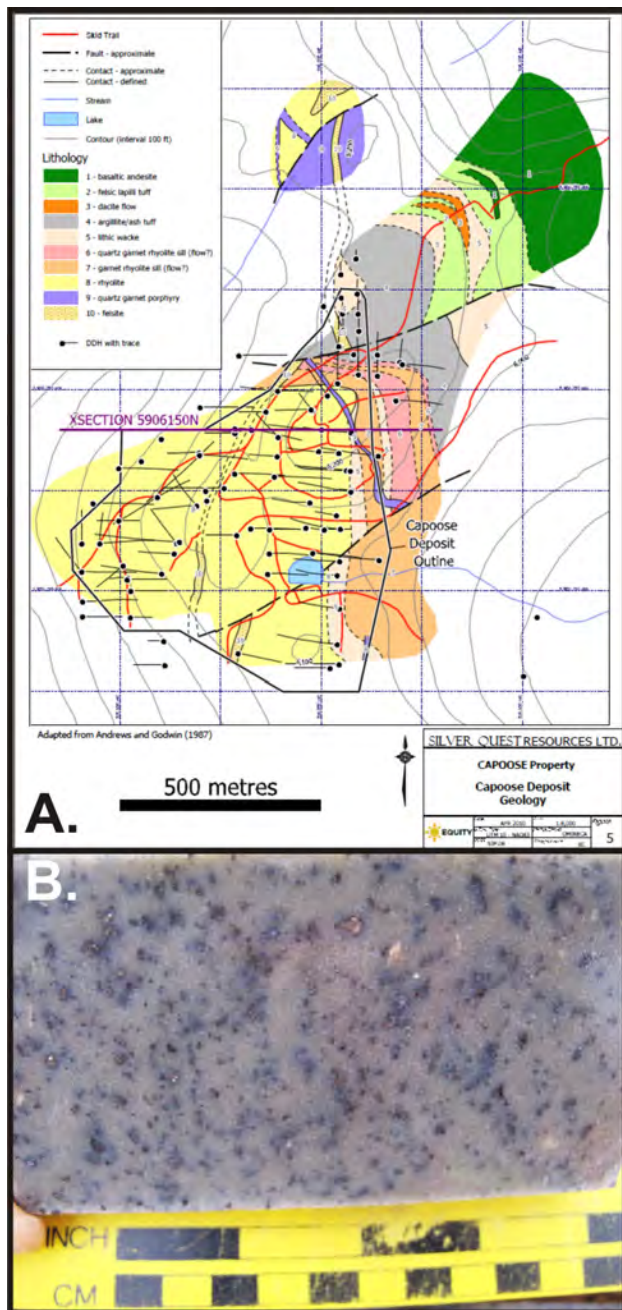 Skid Trail
Fault - approximate
Contact - approximate
Contact - defined
Stream
Lake
Contour (interval 100 ft)
Lithology
1 - basaltic andesite
2 - felsic lapilli tuff
3 - dacite flow
4 - argillite/ash tuff
5 - lithic wacke
6 - quartz garnet rhyolite sill (flow?)
7 - garnet rhyolite sill (flow?)
8 - rhyolite
9 - quartz garnet porphyry
10 - felsite
DDH with trace
XSECTION 5906150N
Capoose
Deposit
Outine
Adapted from Andrews and Godwin (1987)
500 metres
A.
SILVER QUEST RESOURCES LTD.
CAPOOSE Property
Capoose Deposit
Geology
EQUITY
5
B.
INCH
CM